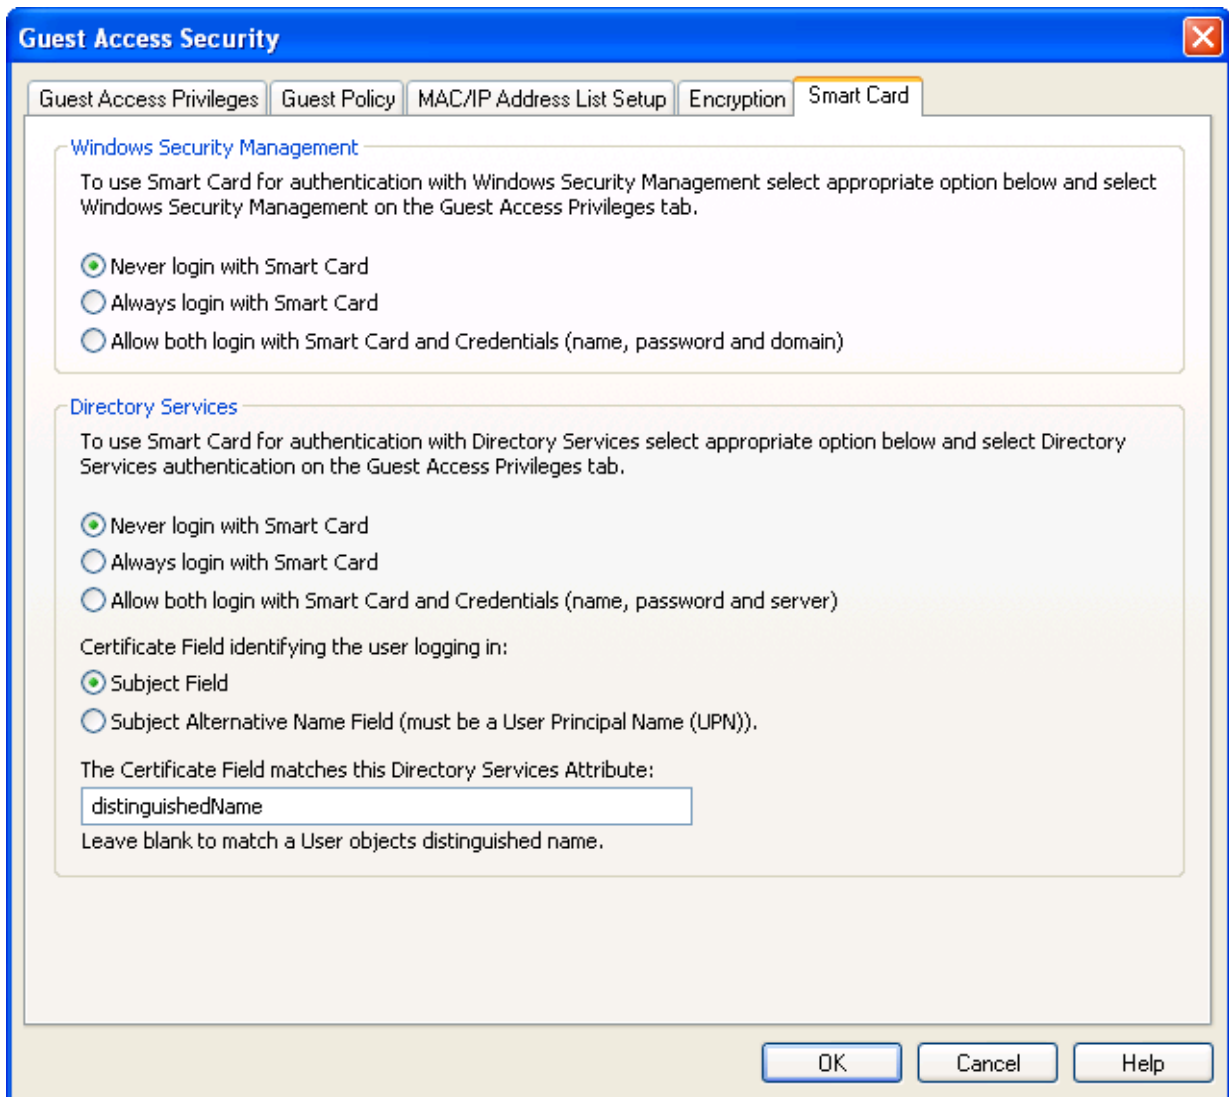 Guest Access Security
Guest Access Privileges
Guest Policy
MAC/IP Address List Setup
Encryption
Smart Card
Windows Security Management
To use Smart Card for authentication with Windows Security Management select appropriate option below and select
Windows Security Management on the Guest Access Privileges tab.
Never login with Smart Card
Always login with Smart Card
Allow both login with Smart Card and Credentials (name, password and domain)
Directory Services
To use Smart Card for authentication with Directory Services select appropriate option below and select Directory
Services authentication on the Guest Access Privileges tab.
Never login with Smart Card
Always login with Smart Card
Allow both login with Smart Card and Credentials (name, password and server)
Certificate Field identifying the user logging in:
Subject Field
Subject Alternative Name Field (must be a User Principal Name (UPN)).
The Certificate Field matches this Directory Services Attribute:
distinguishedName
Leave blank to match a User objects distinguished name.
OK
Cancel
Help